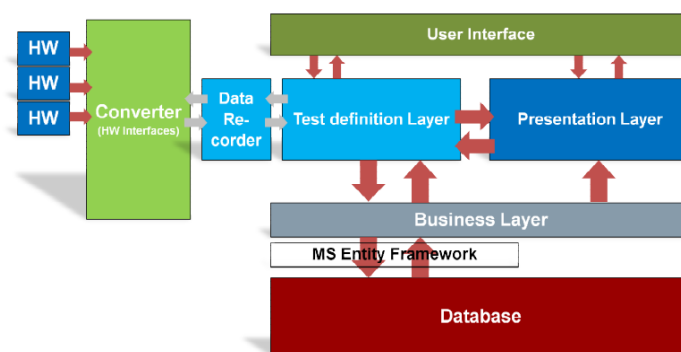 User Interface
HW
HW
HW
Converter
(HW Interfaces)
Data
Re-
corder
Test definition Layer
Presentation Layer
Business Layer
MS Entity Framework
Database